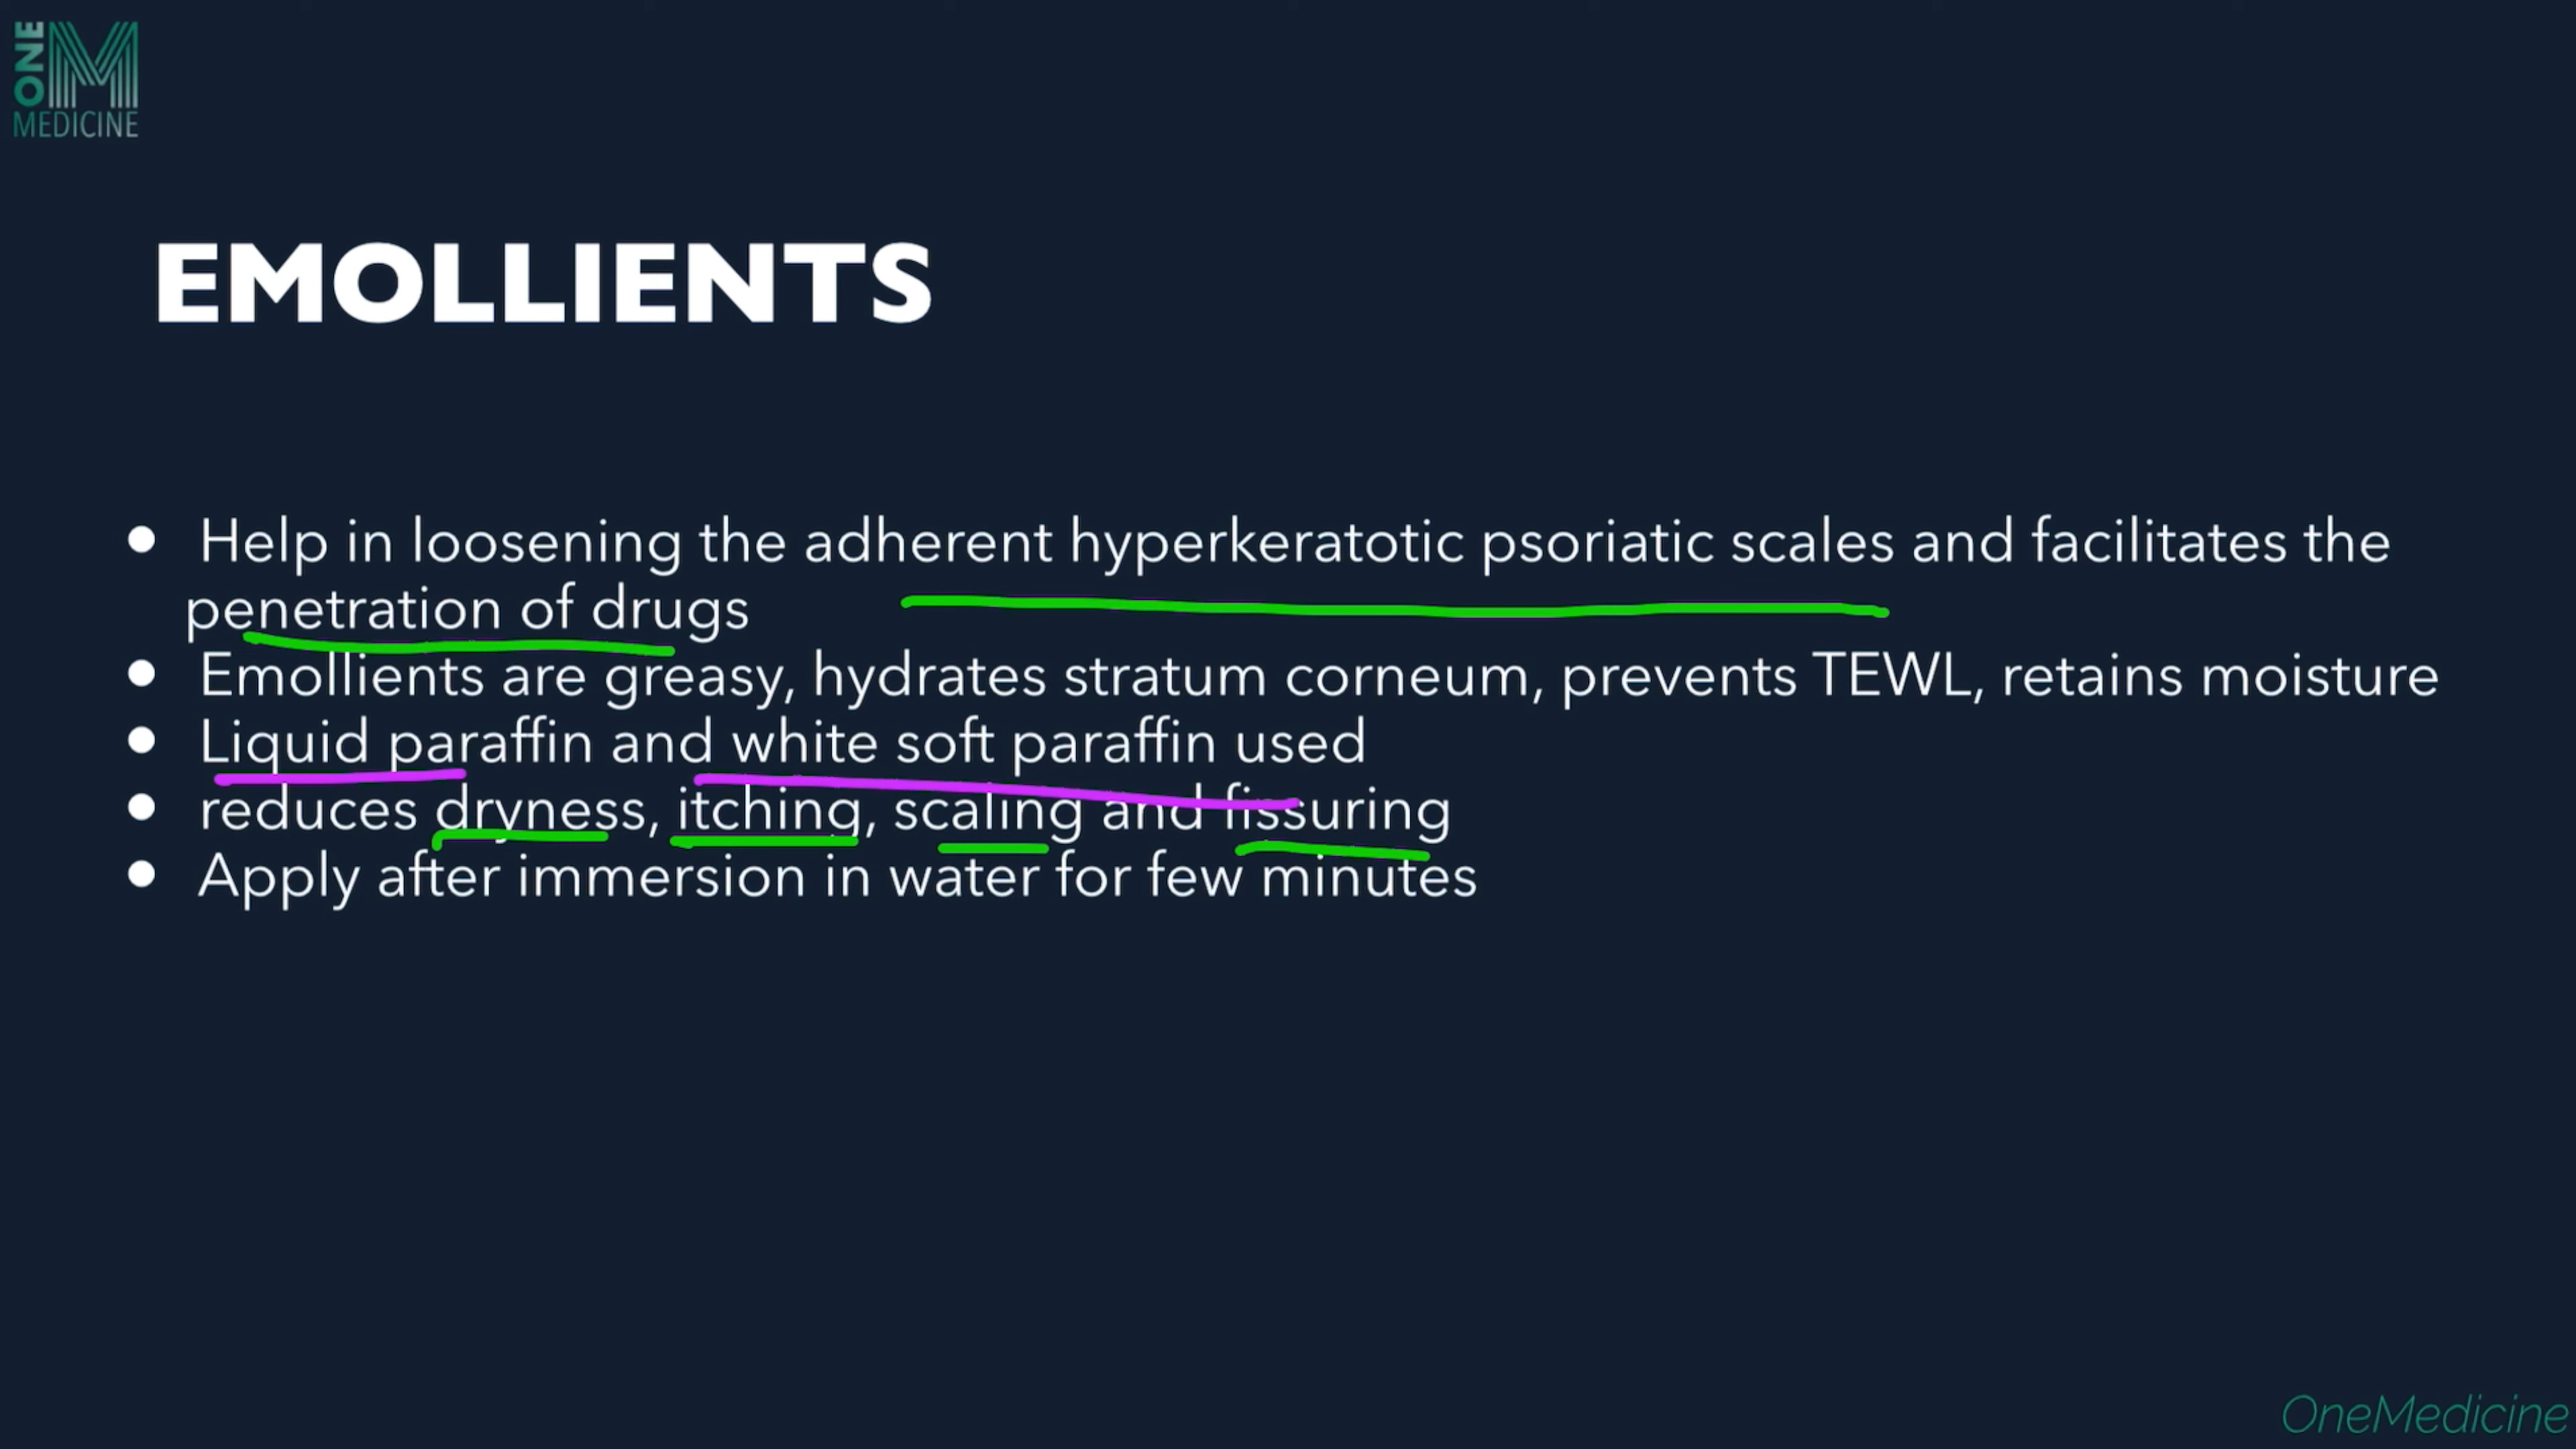 ONE
M
MEDICINE
EMOLLIENTS
• Help in loosening the adherent hyperkeratotic psoriatic scales and facilitates the
penetration of drugs
• Emollients are greasy, hydrates stratum corneum, prevents TEWL, retains moisture
• Liquid paraffin and white soft paraffin used
• reduces dryness, itching, scaling and fissuring
• Apply after immersion in water for few minutes
OneMedicine